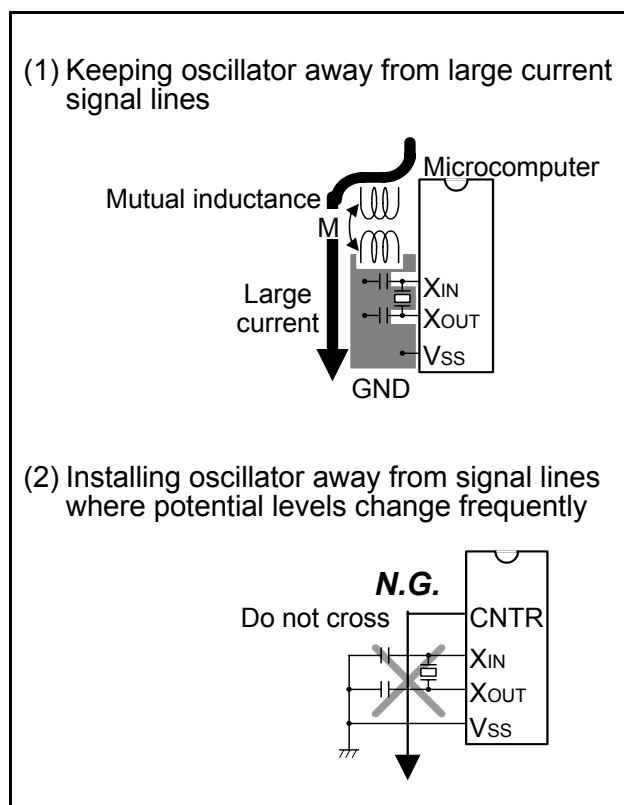 (1) Keeping oscillator away from large current
signal lines
Microcomputer
Mutual inductance
M
Large
current
XIN
XOUT
VSS
GND
(2) Installing oscillator away from signal lines
where potential levels change frequently
N.G.
Do not cross
CNTR
XIN
XOUT
VSS